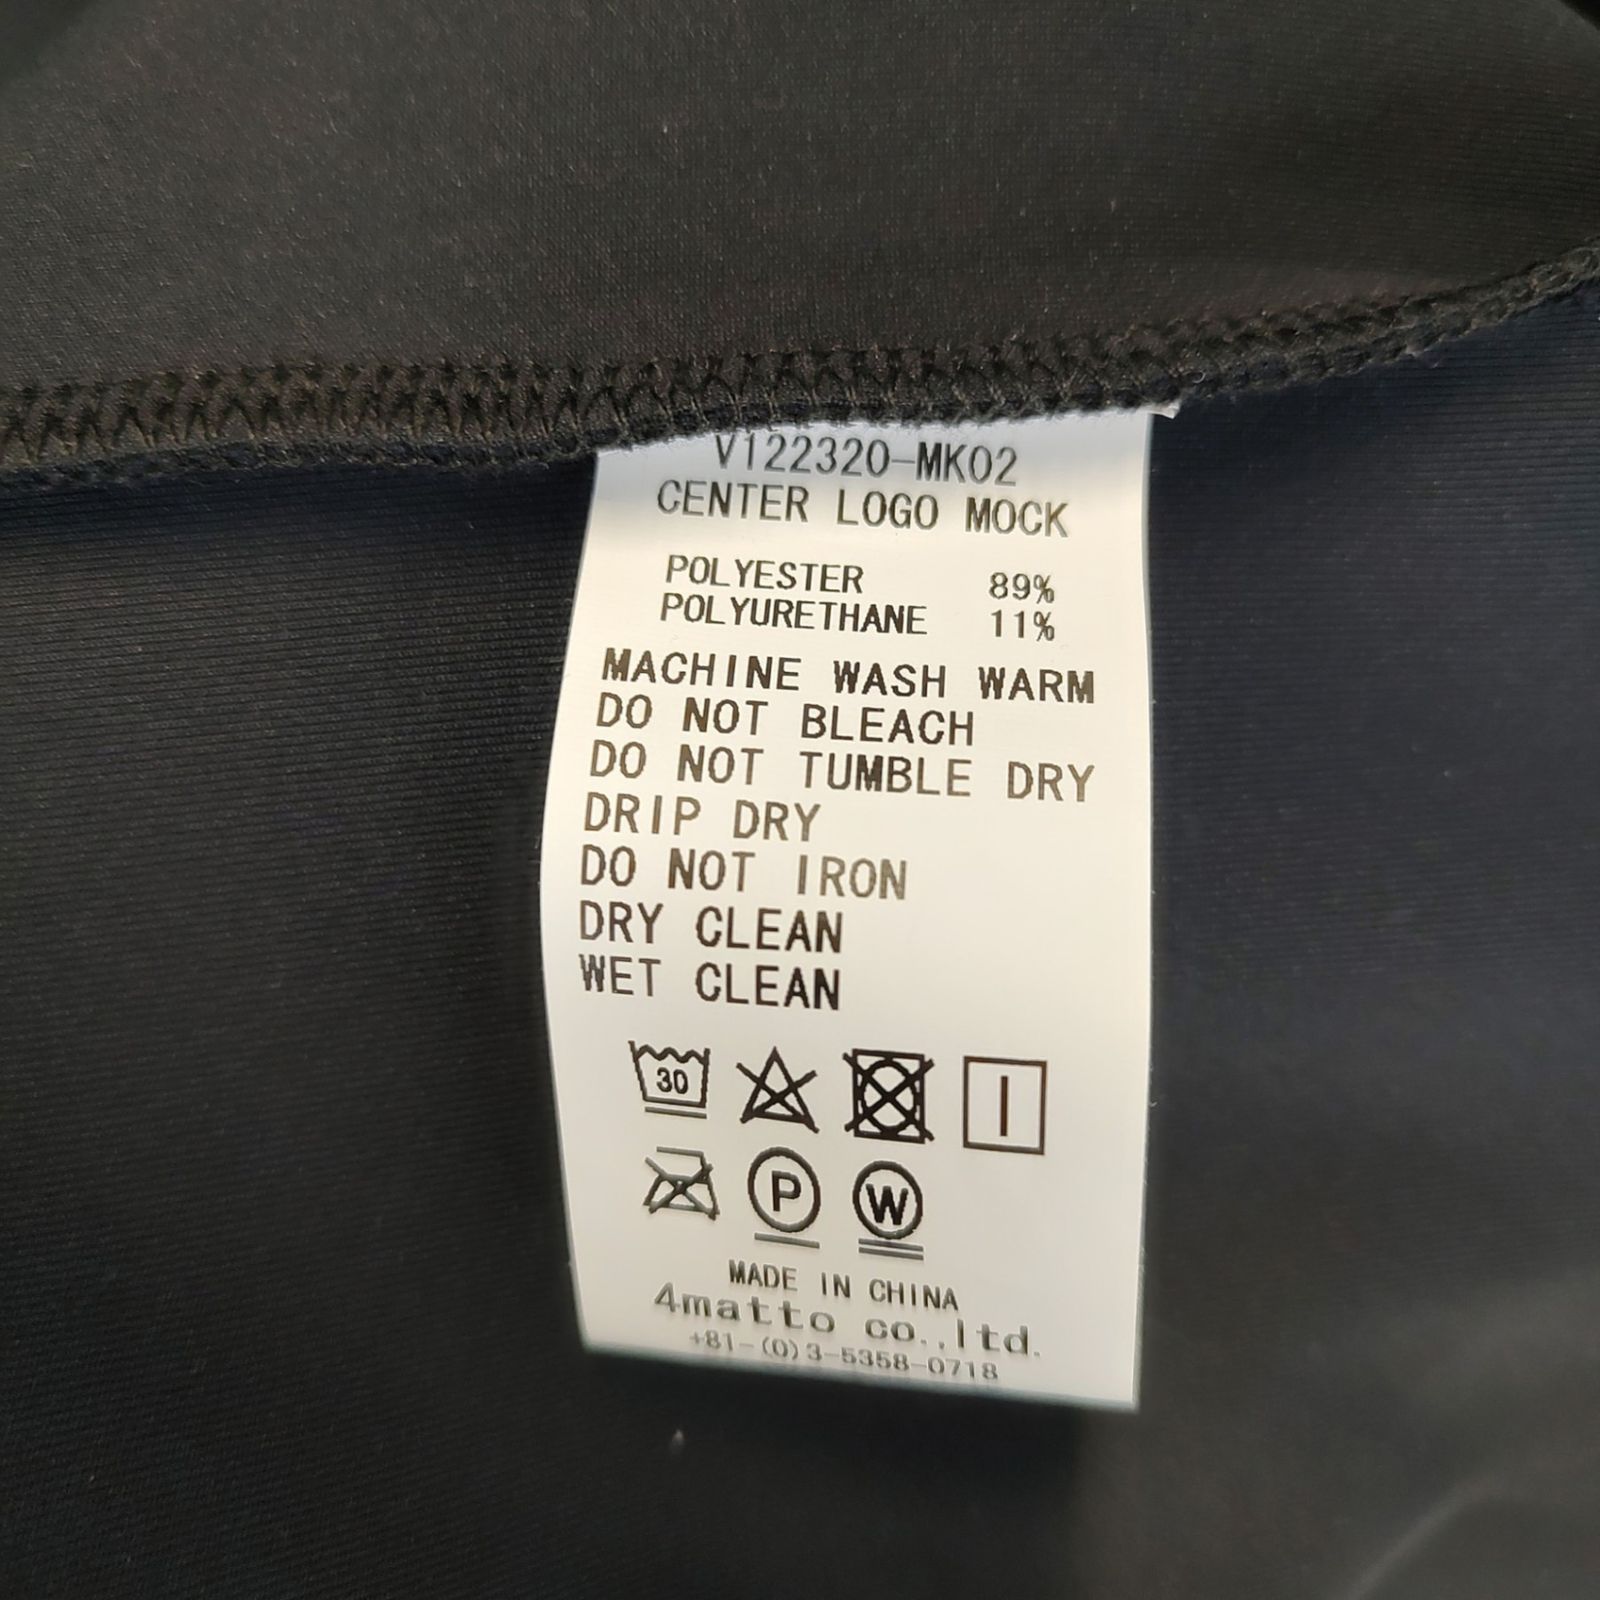 V122320-MK02
CENTER LOGO MOCK
POLYESTER 89%
POLYURETHANE 11%
MACHINE WASH WARM
DO NOT BLEACH
DO NOT TUMBLE DRY
DRIP DRY
DO NOT IRON
DRY CLEAN
WET CLEAN
30
P W
MADE IN CHINA
4matto co.,ltd.
+81-(0)3-5358-0718